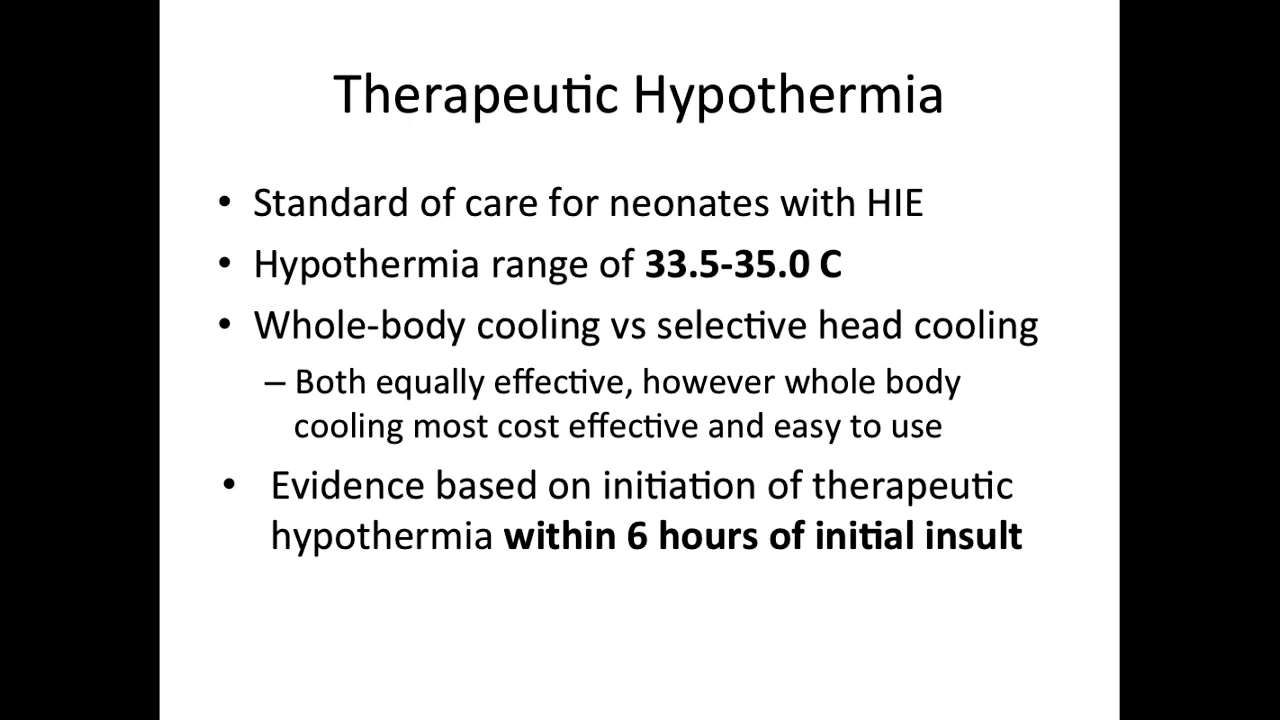 Therapeutic Hypothermia
• Standard of care for neonates with HIE
• Hypothermia range of 33.5-35.0 C
• Whole-body cooling vs selective head cooling
– Both equally effective, however whole body
cooling most cost effective and easy to use
• Evidence based on initiation of therapeutic
hypothermia within 6 hours of initial insult